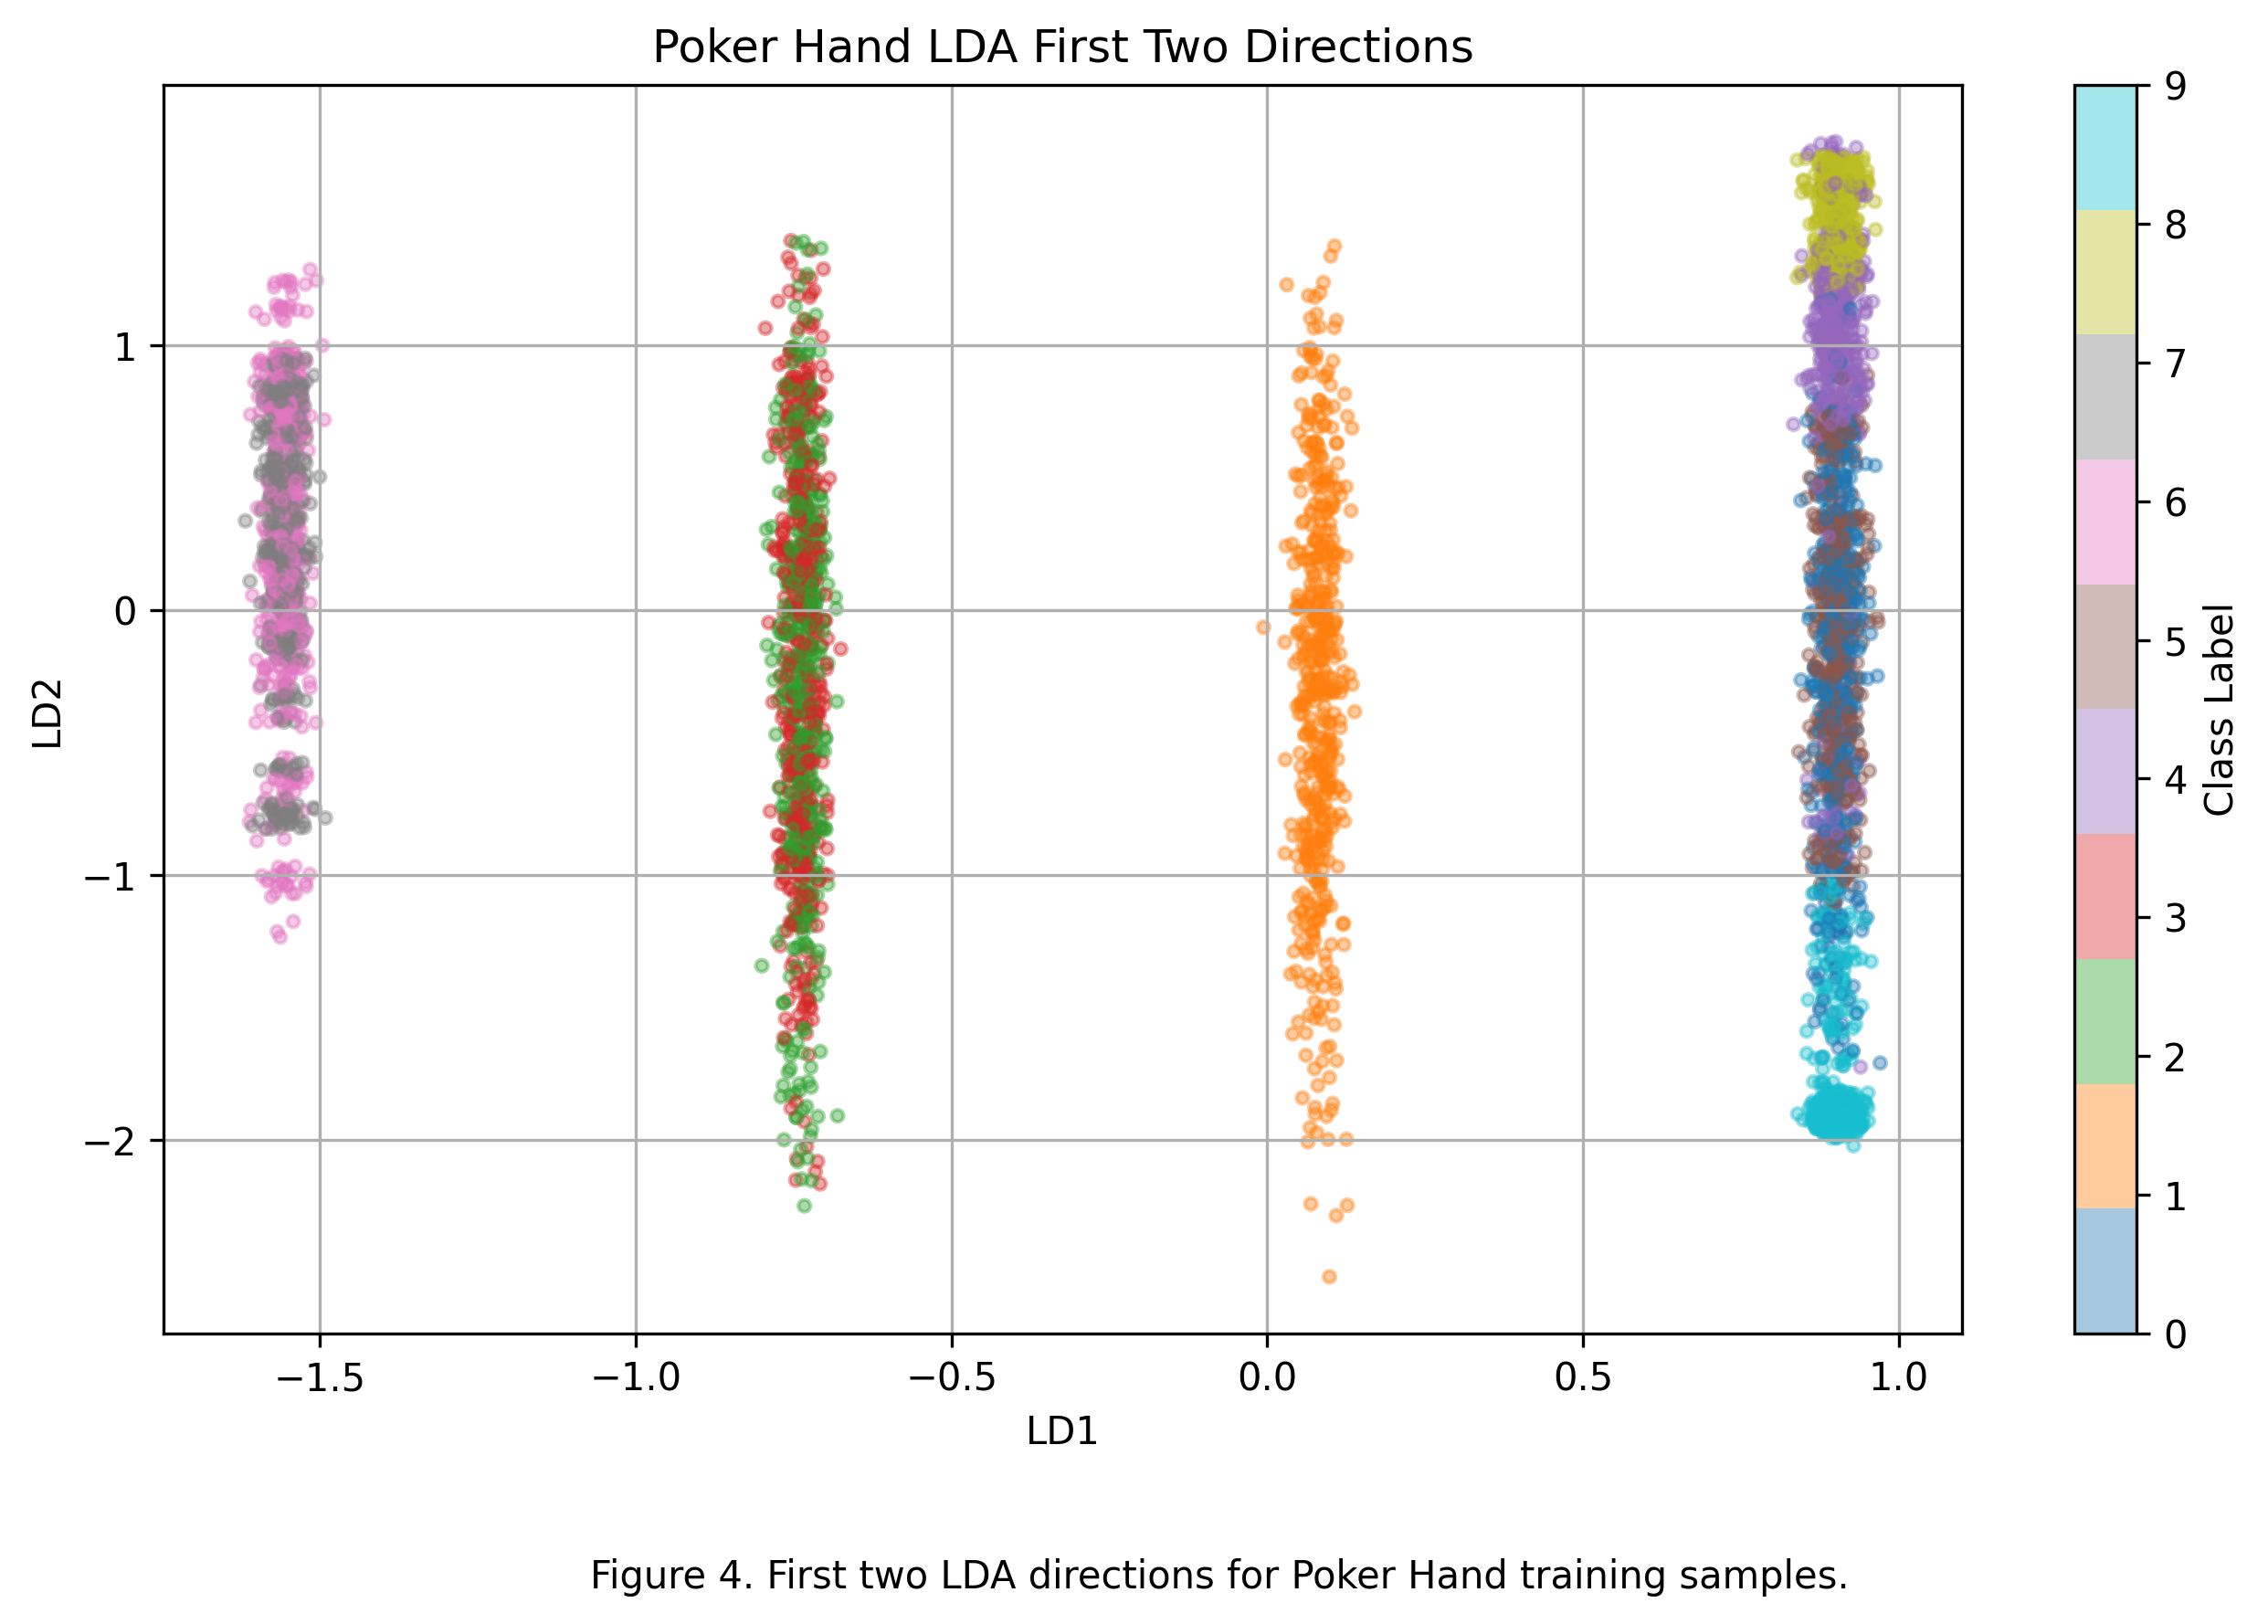 Poker Hand LDA First Two Directions
LD2
1
0
−1
−2
−1.5 −1.0 −0.5 0.0 0.5 1.0
LD1
9
8
7
6
5
4
3
2
1
0
Class Label
Figure 4. First two LDA directions for Poker Hand training samples.